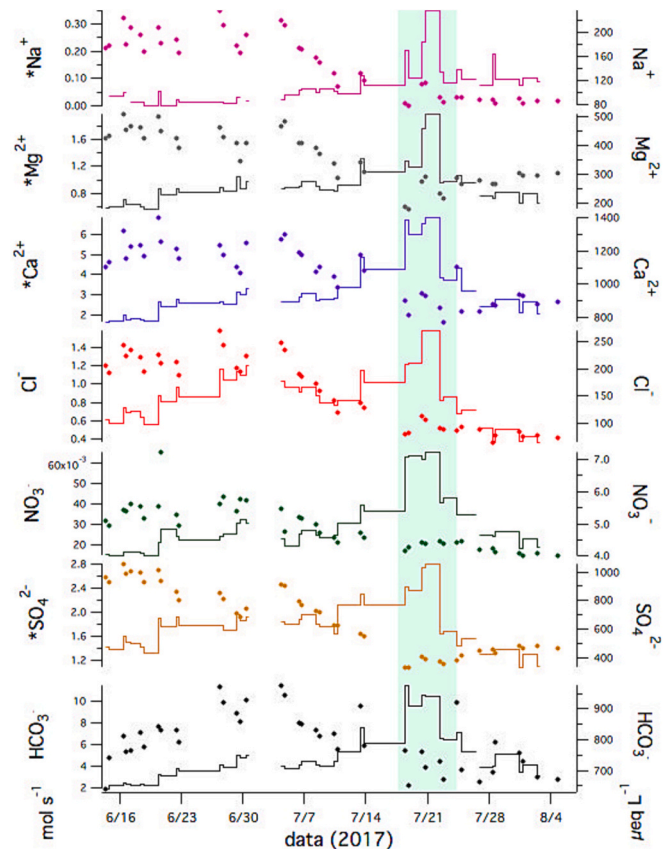 *Na⁺ 0.30 0.20 0.10 0.00 200 160 120 80 Na⁺
*Mg²⁺ 1.6 1.2 0.8 500 400 300 200 Mg²⁺
*Ca²⁺ 6 5 4 3 2 1400 1200 1000 800 Ca²⁺
Cl⁻ 1.4 1.2 1.0 0.8 0.6 0.4 250 200 150 100 Cl⁻
NO₃⁻ 60x10⁻³ 50 40 30 20 7.0 6.0 5.0 4.0 NO₃⁻
*SO₄²⁻ 2.8 2.4 2.0 1.6 1.2 1000 800 600 400 SO₄²⁻
HCO₃⁻ 10 8 6 4 2 900 800 700 HCO₃⁻
mol s⁻¹
6/16 6/23 6/30 7/7 7/14 7/21 7/28 8/4
data (2017)